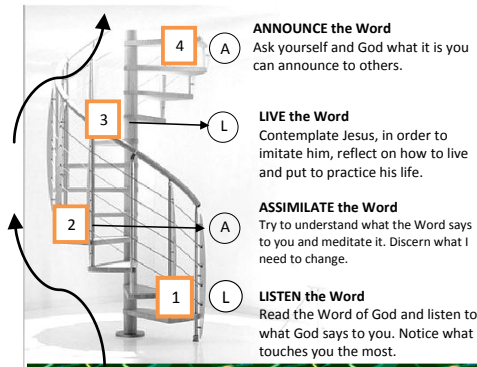 ANNOUNCE the Word
4
A
Ask yourself and God what it is you
can announce to others.
3
L
LIVE the Word
Contemplate Jesus, in order to
imitate him, reflect on how to live
and put to practice his life.
2
A
ASSIMILATE the Word
Try to understand what the Word says
to you and meditate it. Discern what I
need to change.
1
L
LISTEN the Word
Read the Word of God and listen to
what God says to you. Notice what
touches you the most.